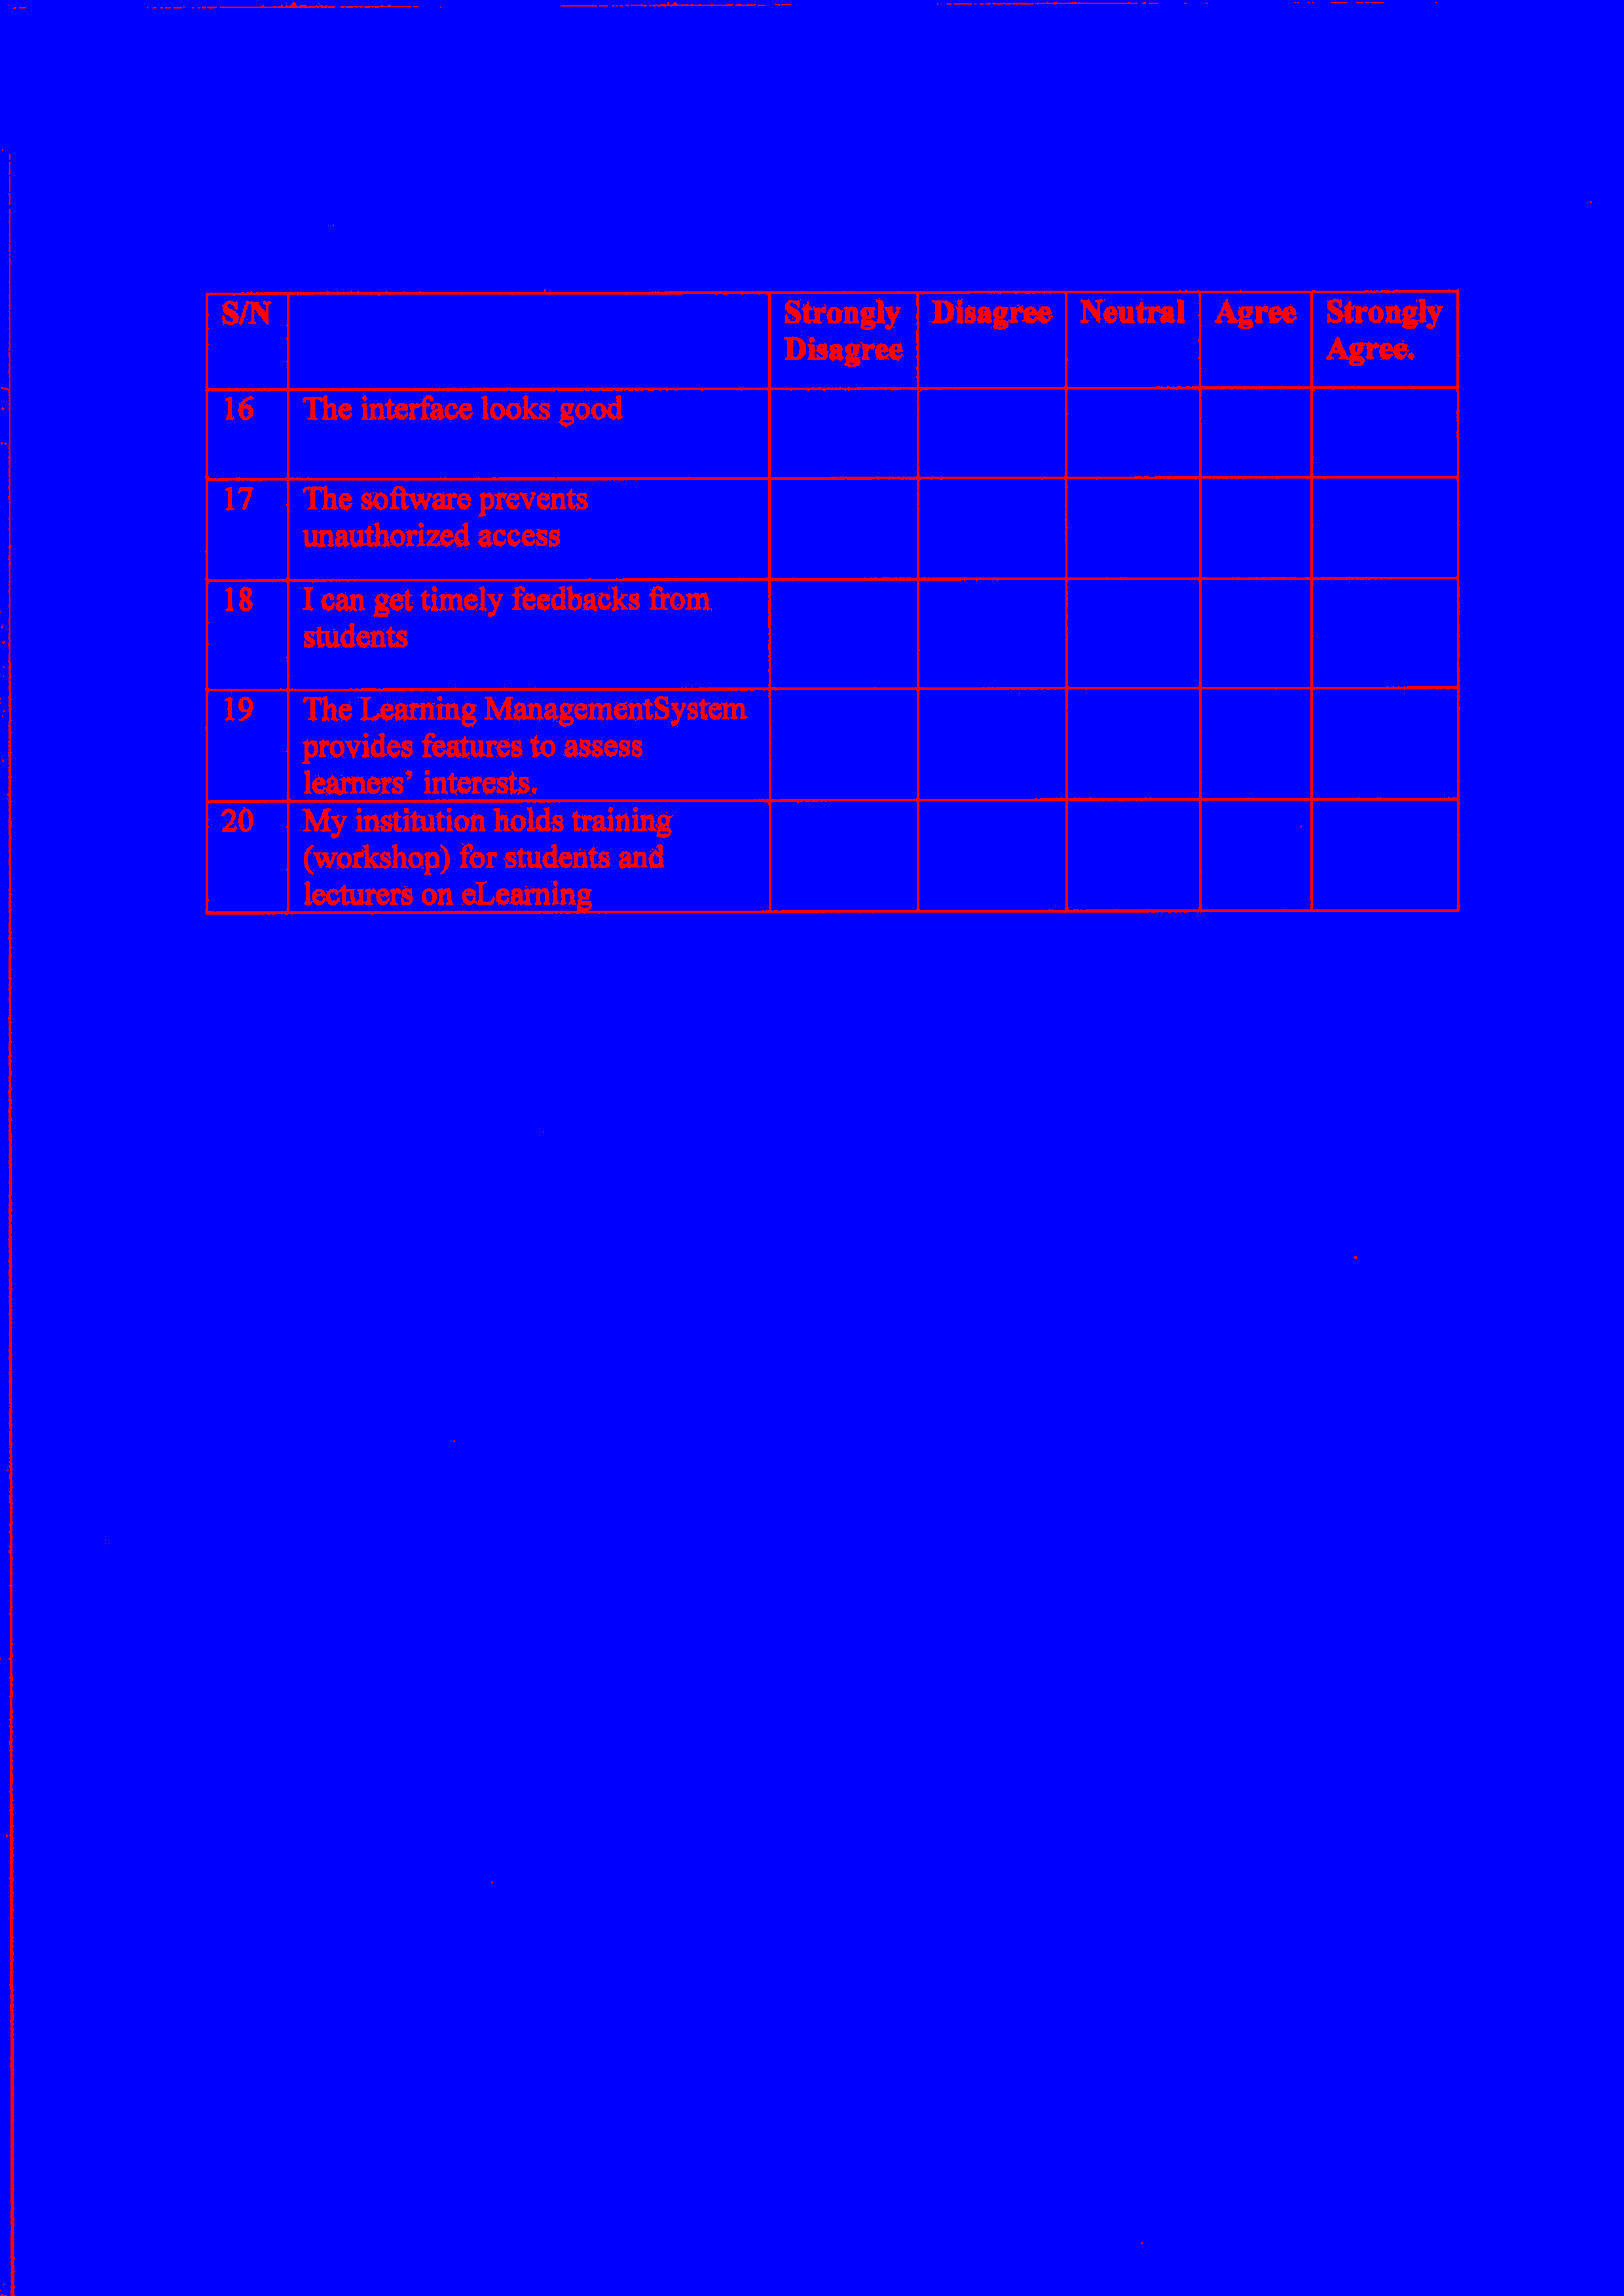 S/N Strongly Disagree Neutral Agree Strongly
Disagree Agree.
16 The interface looks good
17 The software prevents
unauthorized access
18 I can get timely feedbacks from
students
19 The Learning ManagementSystem
provides features to assess
learners' interests.
20 My institution holds training
(workshop) for students and
lecturers on eLearning